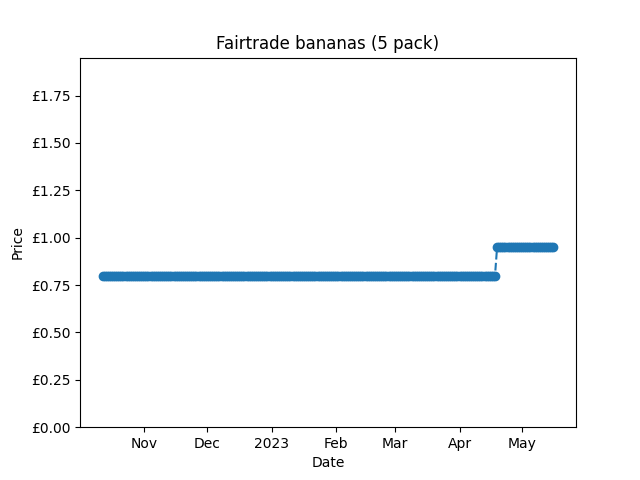 Fairtrade bananas (5 pack)
£1.75
£1.50
£1.25
£1.00
£0.75
£0.50
£0.25
£0.00
Price
Nov Dec 2023 Feb Mar Apr May
Date